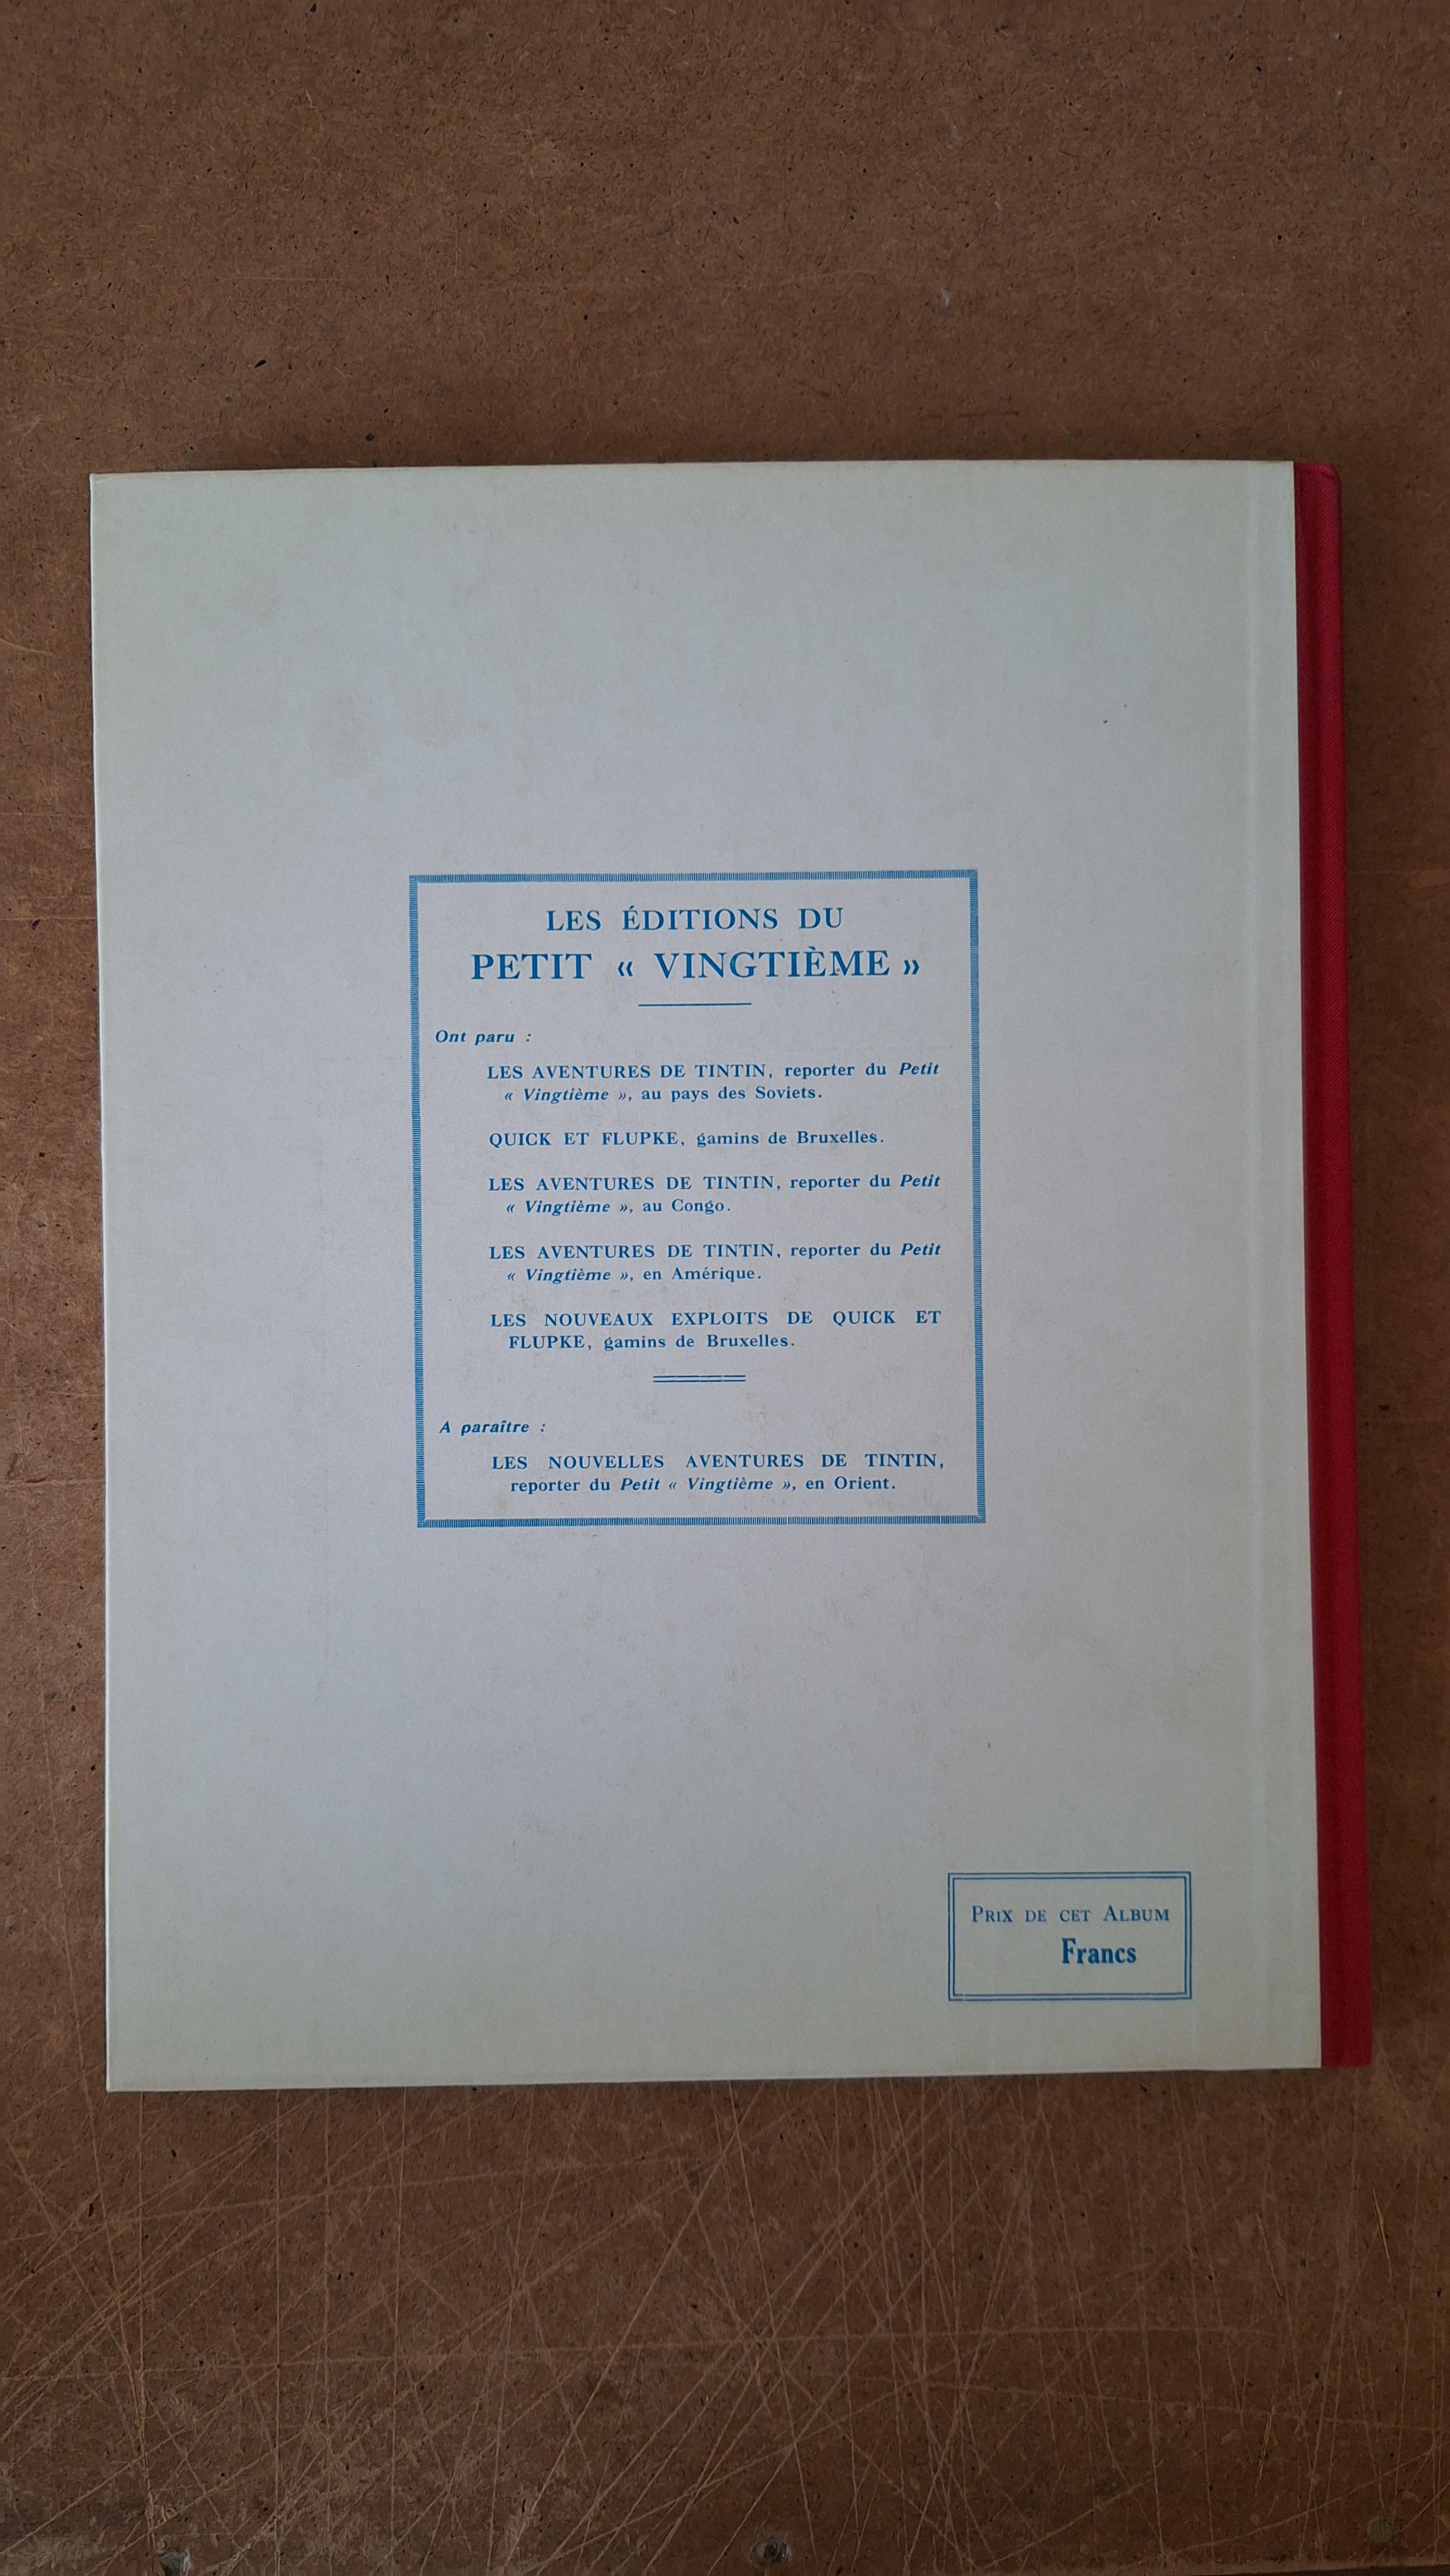 LES ÉDITIONS DU
PETIT « VINGTIÈME »
Ont paru :
LES AVENTURES DE TINTIN, reporter du Petit
« Vingtième », au pays des Soviets.
QUICK ET FLUPKE, gamins de Bruxelles.
LES AVENTURES DE TINTIN, reporter du Petit
« Vingtième », au Congo.
LES AVENTURES DE TINTIN, reporter du Petit
« Vingtième », en Amérique.
LES NOUVEAUX EXPLOITS DE QUICK ET
FLUPKE, gamins de Bruxelles.
A paraître :
LES NOUVELLES AVENTURES DE TINTIN,
reporter du Petit « Vingtième », en Orient.
PRIX DE CET ALBUM
Francs